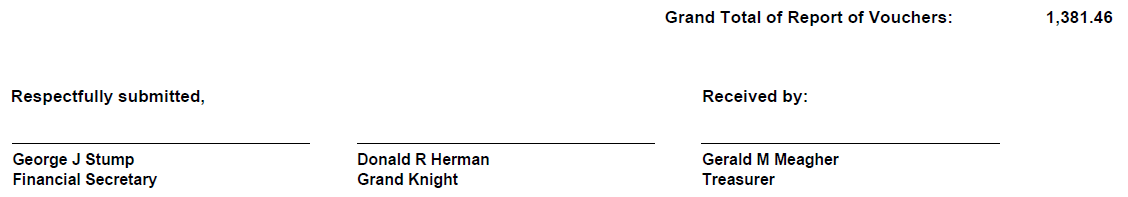 Grand Total of Report of Vouchers: 1,381.46
Respectfully submitted, Received by:
George J Stump Donald R Herman Gerald M Meagher
Financial Secretary Grand Knight Treasurer